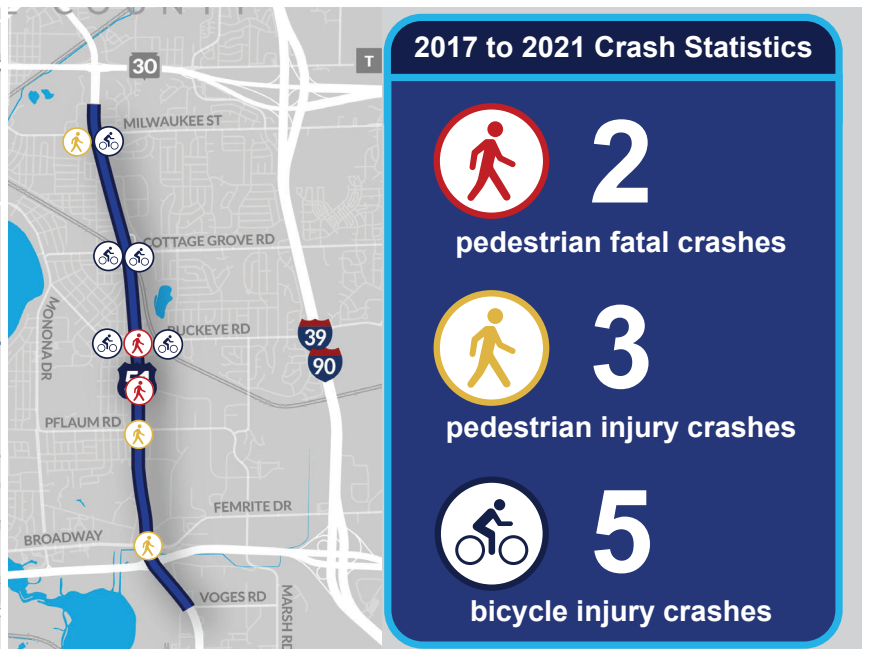 COUNTY
30
T
MILWAUKEE ST
COTTAGE GROVE RD
MONONA DR
BUCKEYE RD
39
90
51
PFLAUM RD
FEMRITE DR
BROADWAY
VOGES RD
MARSH RD
2017 to 2021 Crash Statistics
2
pedestrian fatal crashes
3
pedestrian injury crashes
5
bicycle injury crashes